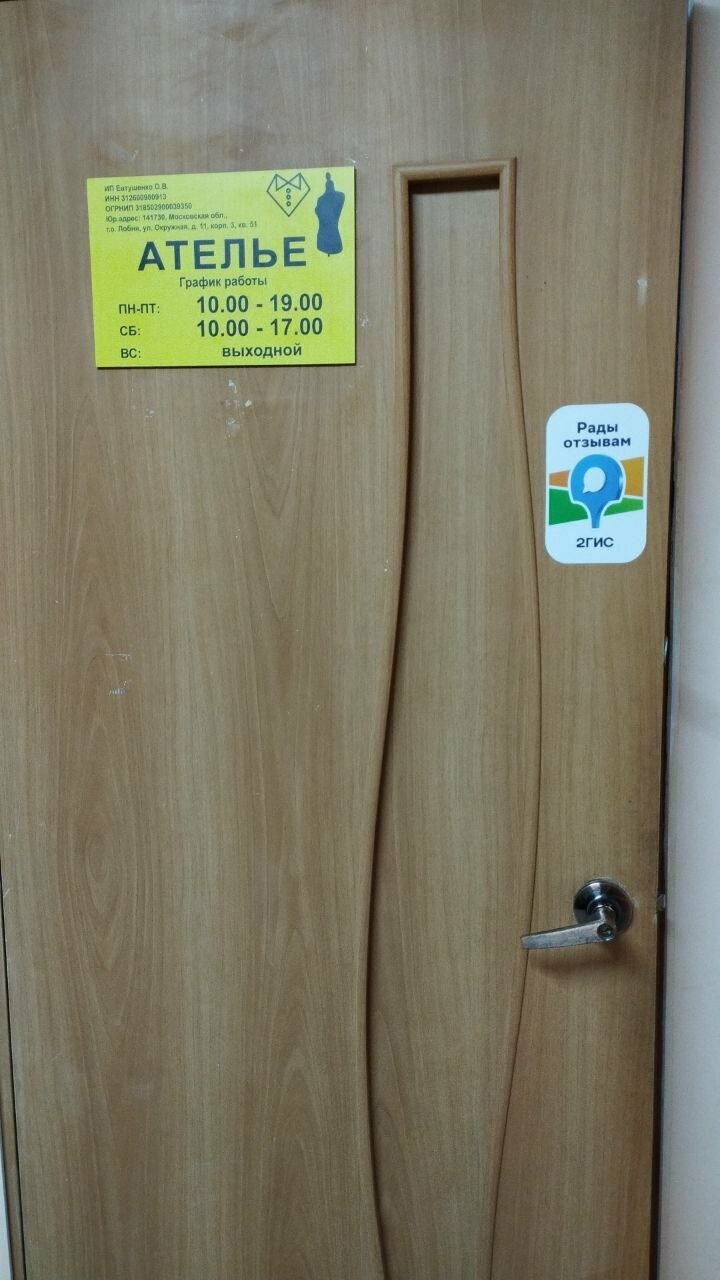 ИП Евтушенко О.В.
ИНН 312600980913
ОГРНИП 318502900039350
Юр.адрес: 141730, Московская обл.,
г.о. Лобня, ул. Окружная, д. 11, корп. 3, кв. 51
АТЕЛЬЕ
График работы
ПН-ПТ: 10.00 - 19.00
СБ: 10.00 - 17.00
ВС: выходной
Рады
отзывам
2ГИС